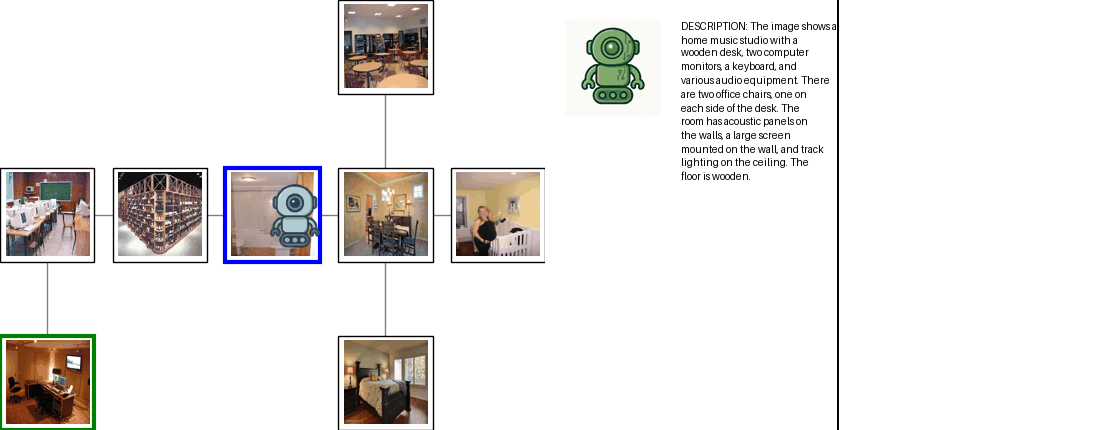 DESCRIPTION: The image shows a
home music studio with a
wooden desk, two computer
monitors, a keyboard, and
various audio equipment. There
are two office chairs, one on
each side of the desk. The
room has acoustic panels on
the walls, a large screen
mounted on the wall, and track
lighting on the ceiling. The
floor is wooden.